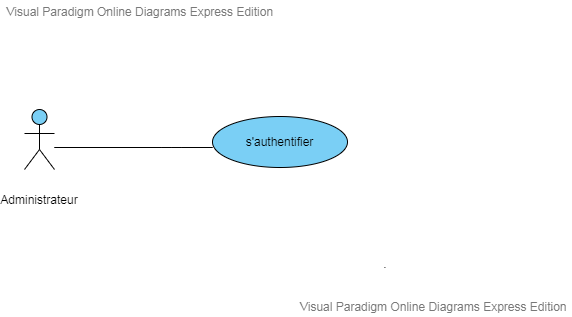 Visual Paradigm Online Diagrams Express Edition
s'authentifier
Administrateur
Visual Paradigm Online Diagrams Express Edition